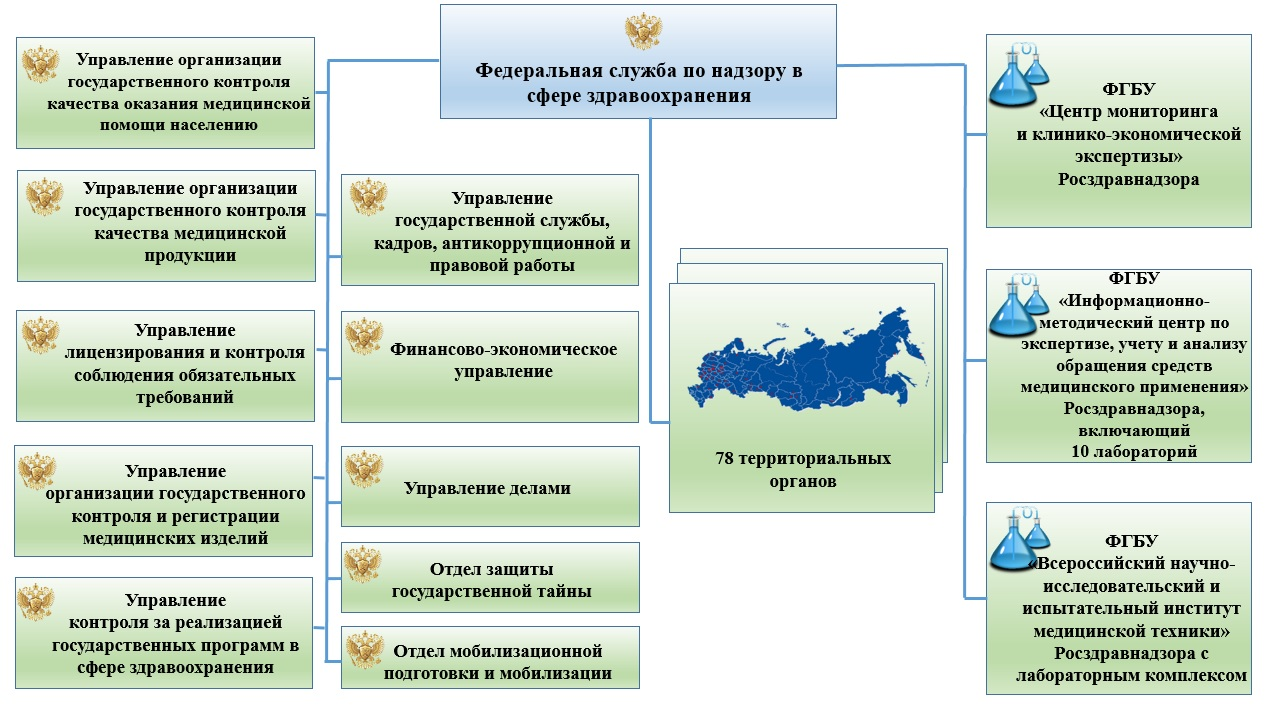 Федеральная служба по надзору в
сфере здравоохранения
Управление организации
государственного контроля
качества оказания медицинской
помощи населению
Управление организации
государственного контроля
качества медицинской
продукции
Управление
лицензирования и контроля
соблюдения обязательных
требований
Управление
организации государственного
контроля и регистрации
медицинских изделий
Управление
контроля за реализацией
государственных программ в
сфере здравоохранения
Управление
государственной службы,
кадров, антикоррупционной и
правовой работы
Финансово-экономическое
управление
Управление делами
Отдел защиты
государственной тайны
Отдел мобилизационной
подготовки и мобилизации
78 территориальных
органов
ФГБУ
«Центр мониторинга
и клинико-экономической
экспертизы»
Росздравнадзора
ФГБУ
«Информационно-
методический центр по
экспертизе, учету и анализу
обращения средств
медицинского применения»
Росздравнадзора,
включающий
10 лабораторий
ФГБУ
«Всероссийский научно-
исследовательский и
испытательный институт
медицинской техники»
Росздравнадзора с
лабораторным комплексом